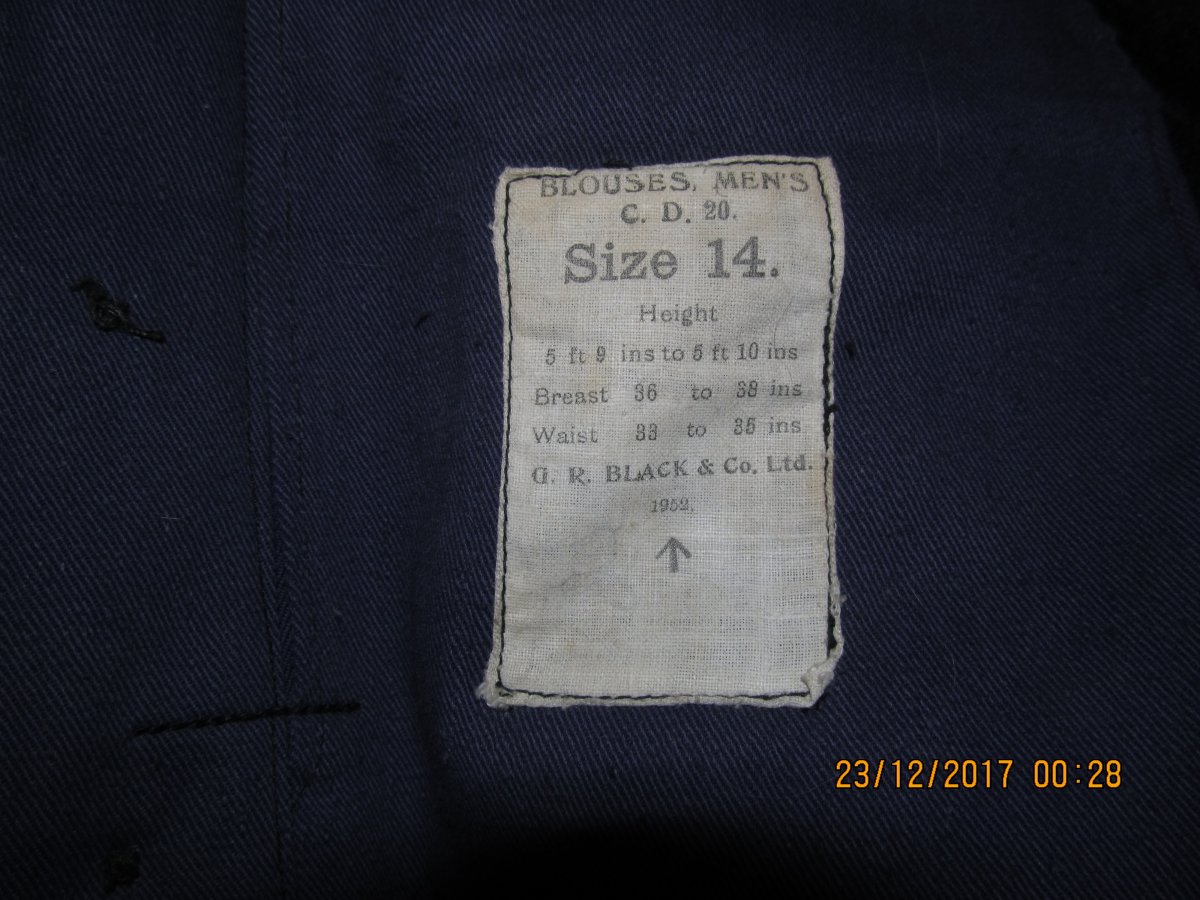 BLOUSES, MEN'S
C. D. 20.
Size 14.
Height
5 ft 9 ins to 5 ft 10 ins
Breast 36 to 38 ins
Waist 33 to 35 ins
G. R. BLACK & Co. Ltd.
1952.
23/12/2017 00:28